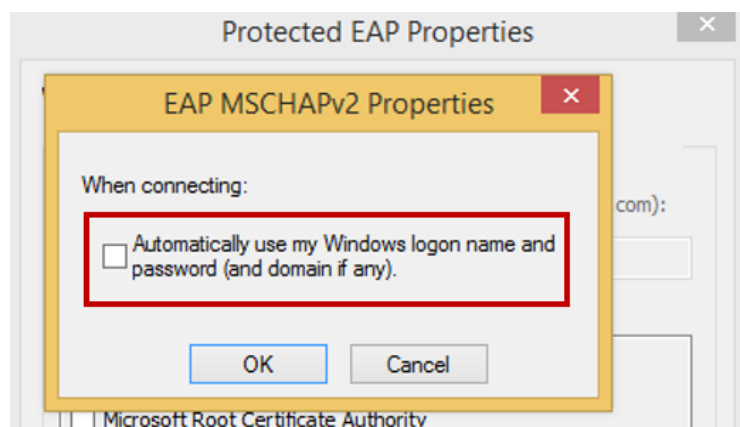 Protected EAP Properties
EAP MSCHAPv2 Properties
When connecting:
com):
Automatically use my Windows logon name and
password (and domain if any).
OK Cancel
Microsoft Root Certificate Authority